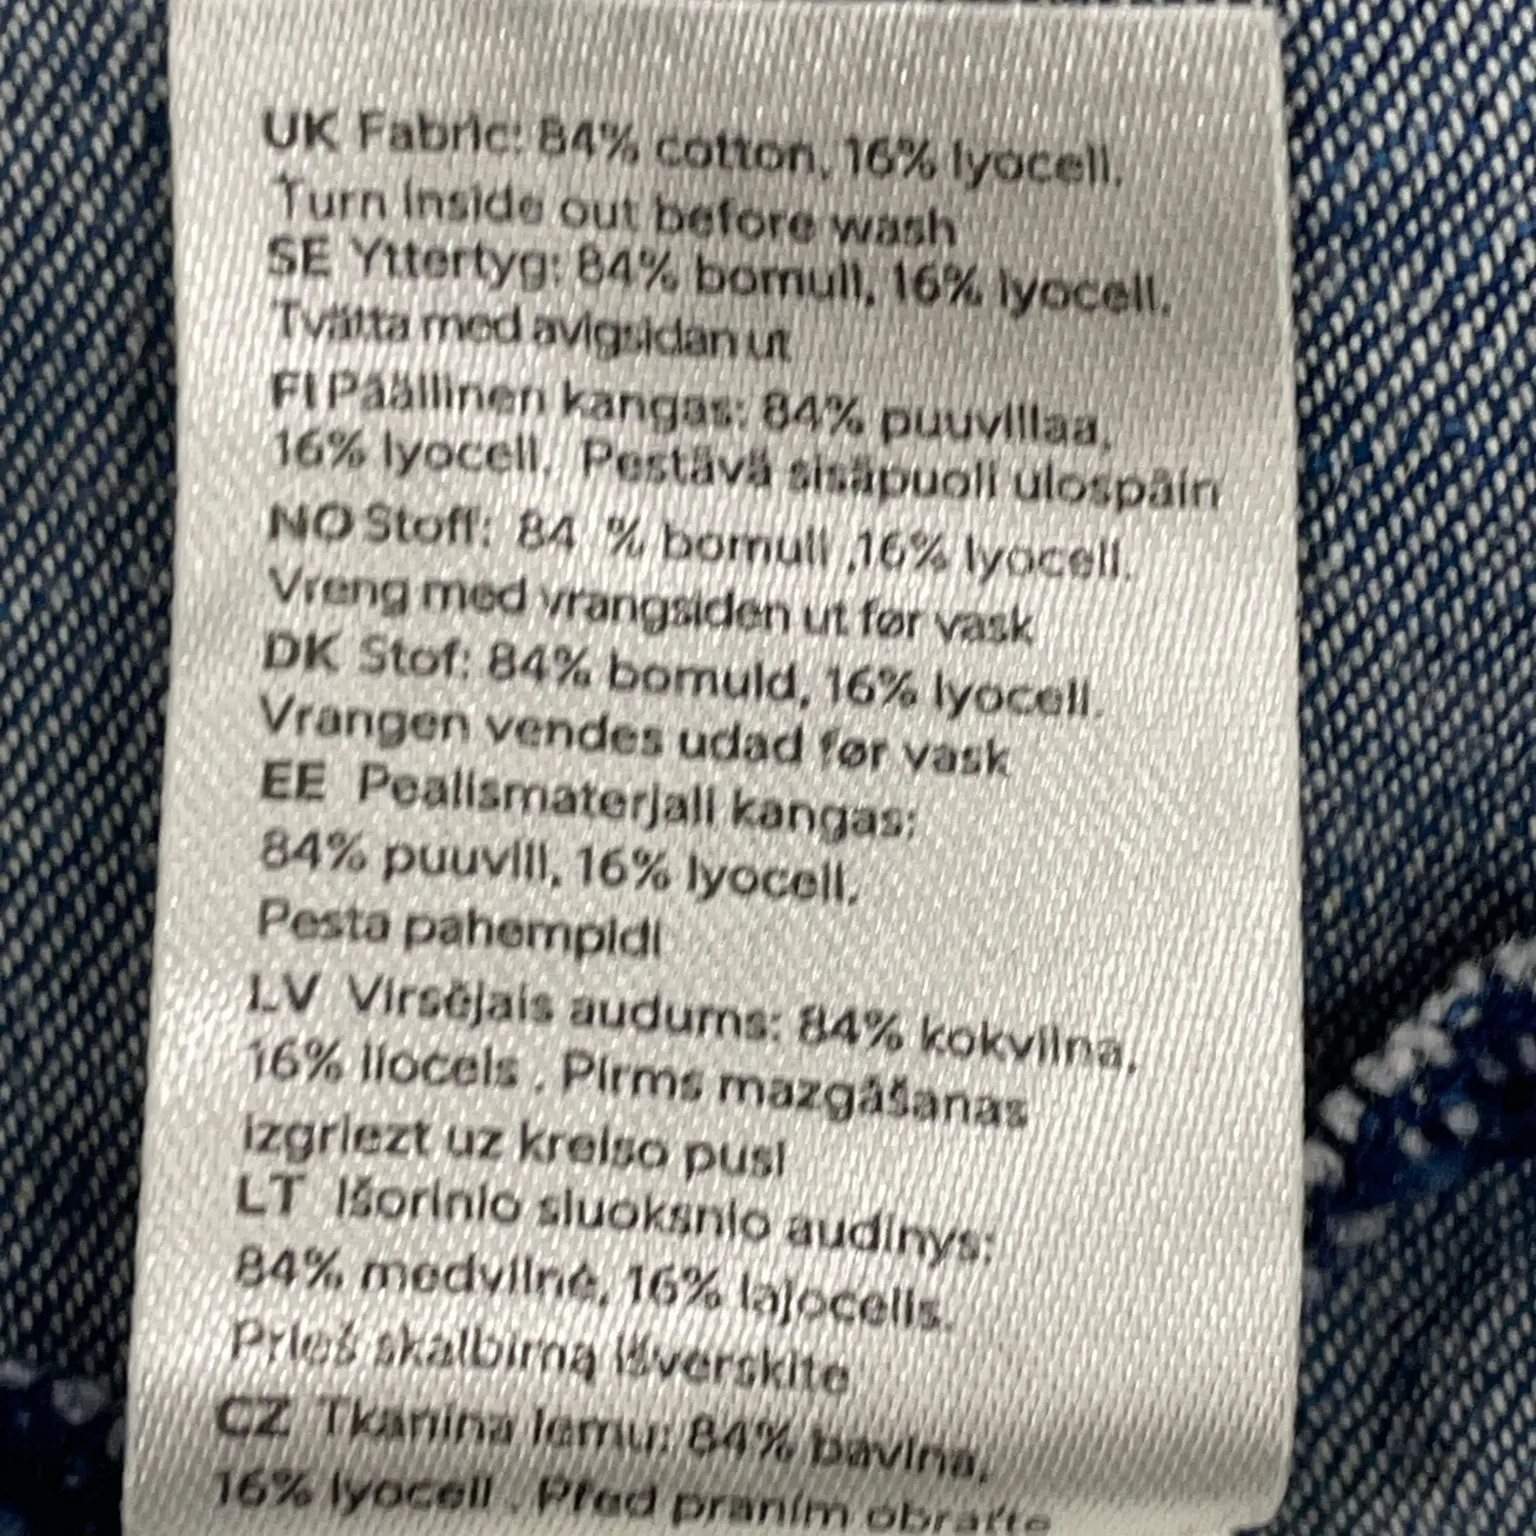 UK Fabric: 84% cotton, 16% lyocell.
Turn inside out before wash
SE Yttertyg: 84% bomull, 16% lyocell.
Tvätta med avigsidan ut
FI Päällinen kangas: 84% puuvillaa,
16% lyocell. Pestävä sisäpuoli ulospäin
NO Stoff: 84 % bomull ,16% lyocell.
Vreng med vrangsiden ut før vask
DK Stof: 84% bomuld, 16% lyocell.
Vrangen vendes udad før vask
EE Pealismaterjali kangas:
84% puuvill, 16% lyocell.
Pesta pahempidi
LV Virsējais audums: 84% kokvilna,
16% liocels . Pirms mazgāšanas
izgriezt uz kreiso pusi
LT Išorinio sluoksnio audinys:
84% medvilnė, 16% lajocelis.
Prieš skalbimą išverskite
CZ Tkanina lemu: 84% bavlna,
16% lyocell . Před praním obraťte